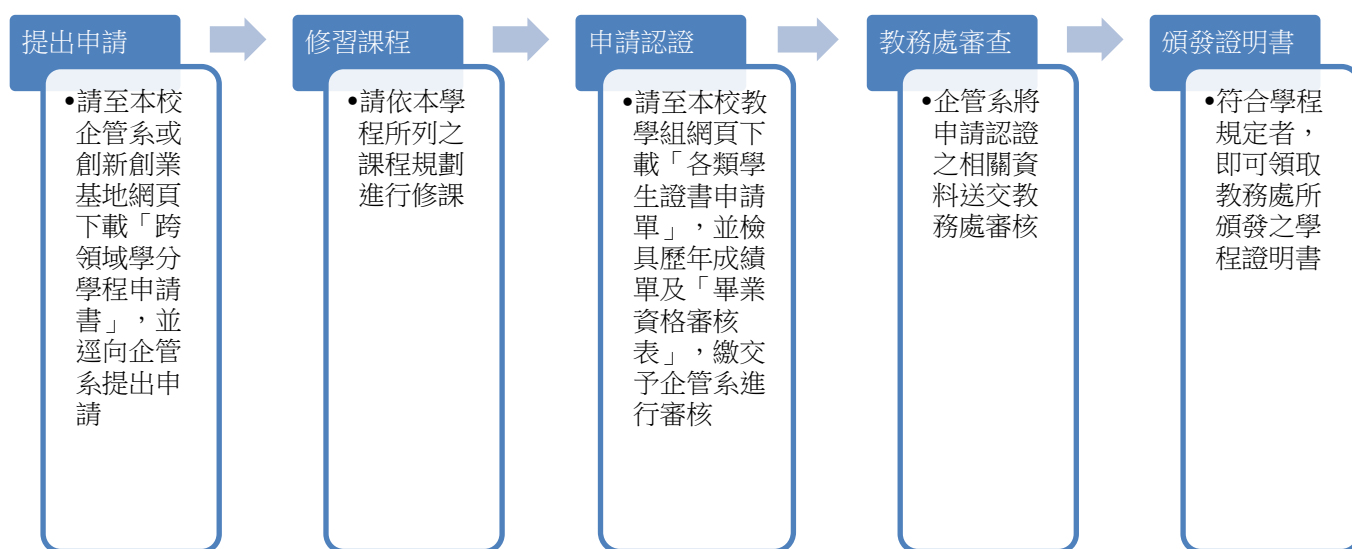 提出申請
•請至本校
企管系或
創新創業
基地網頁
下載「跨
領域學分
學程申請
書」，並
逕向企管
系提出申
請
修習課程
•請依本學
程所列之
課程規劃
進行修課
申請認證
•請至本校教
學組網頁下
載「各類學
生證書申請
單」，並檢
具歷年成績
單及「畢業
資格審核
表」，繳交
予企管系進
行審核
教務處審查
•企管系將
申請認證
之相關資
料送交教
務處審核
頒發證明書
•符合學程
規定者，
即可領取
教務處所
頒發之學
程證明書